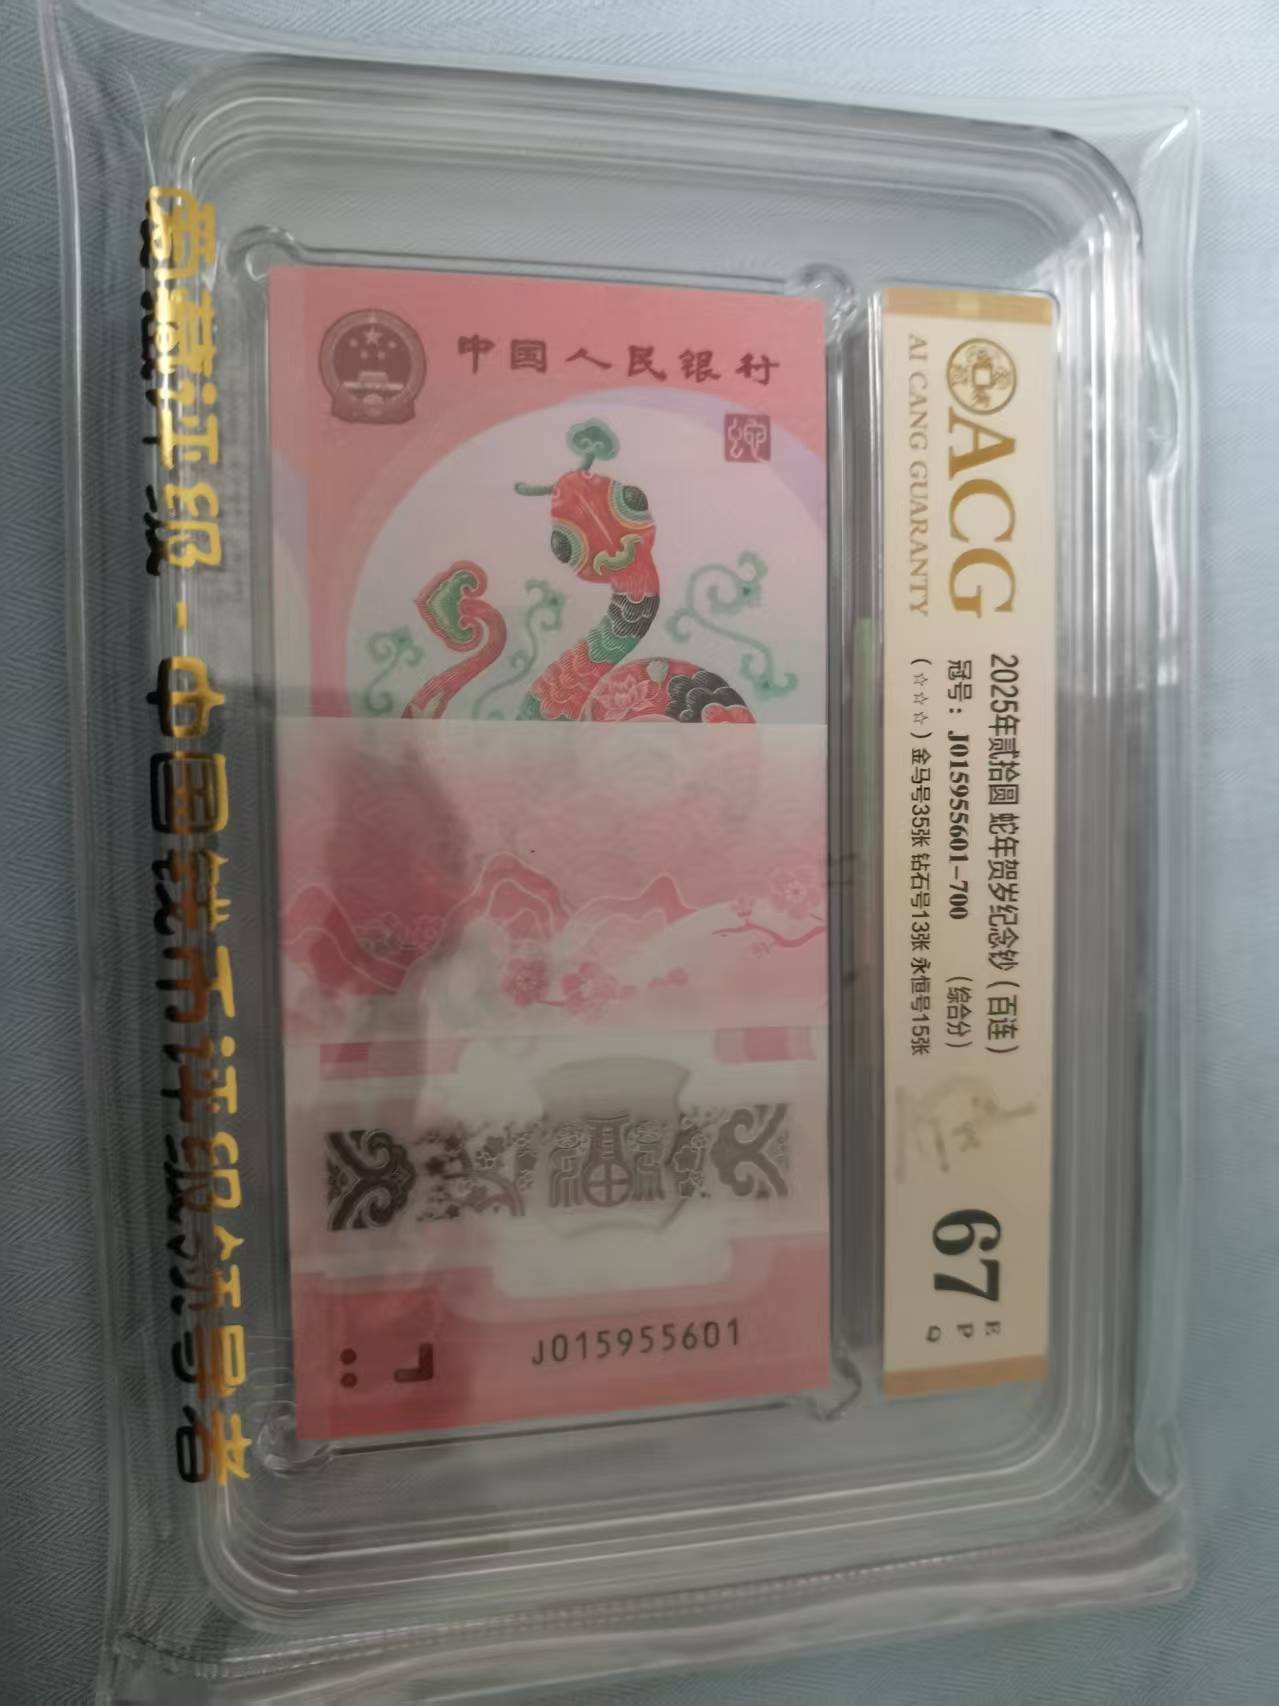 ACG
AI CANG GUARANTY
2025年贰拾圆 蛇年贺岁纪念钞（百连）
冠号：J015955601-700 （综合分）
（☆☆☆）金马号35张 钻石号13张 永恒号15张
67
E
P
Q
中国人民银行
J015955601
爱藏评级-中国钱币评级领导者